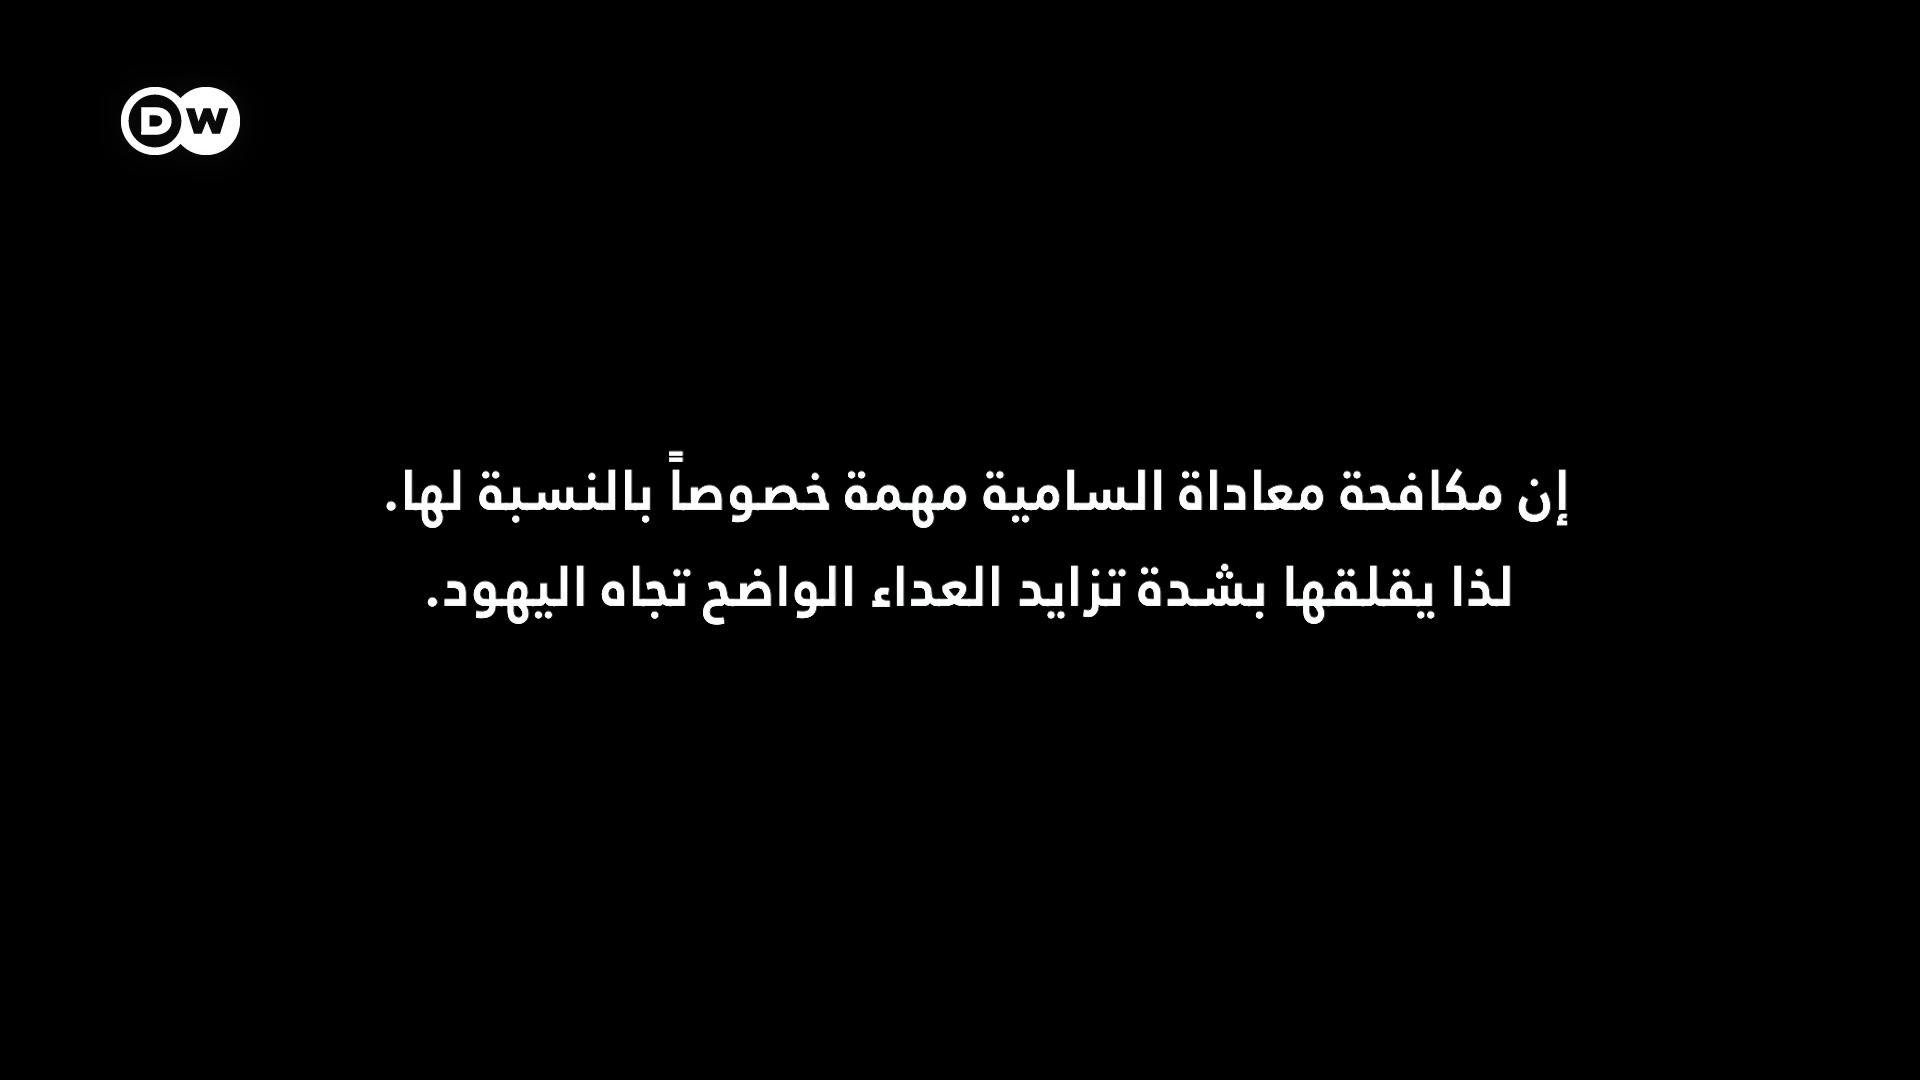 DW
إن مكافحة معاداة السامية مهمة خصوصاً بالنسبة لها.
لذا يقلقها بشدة تزايد العداء الواضح تجاه اليهود.